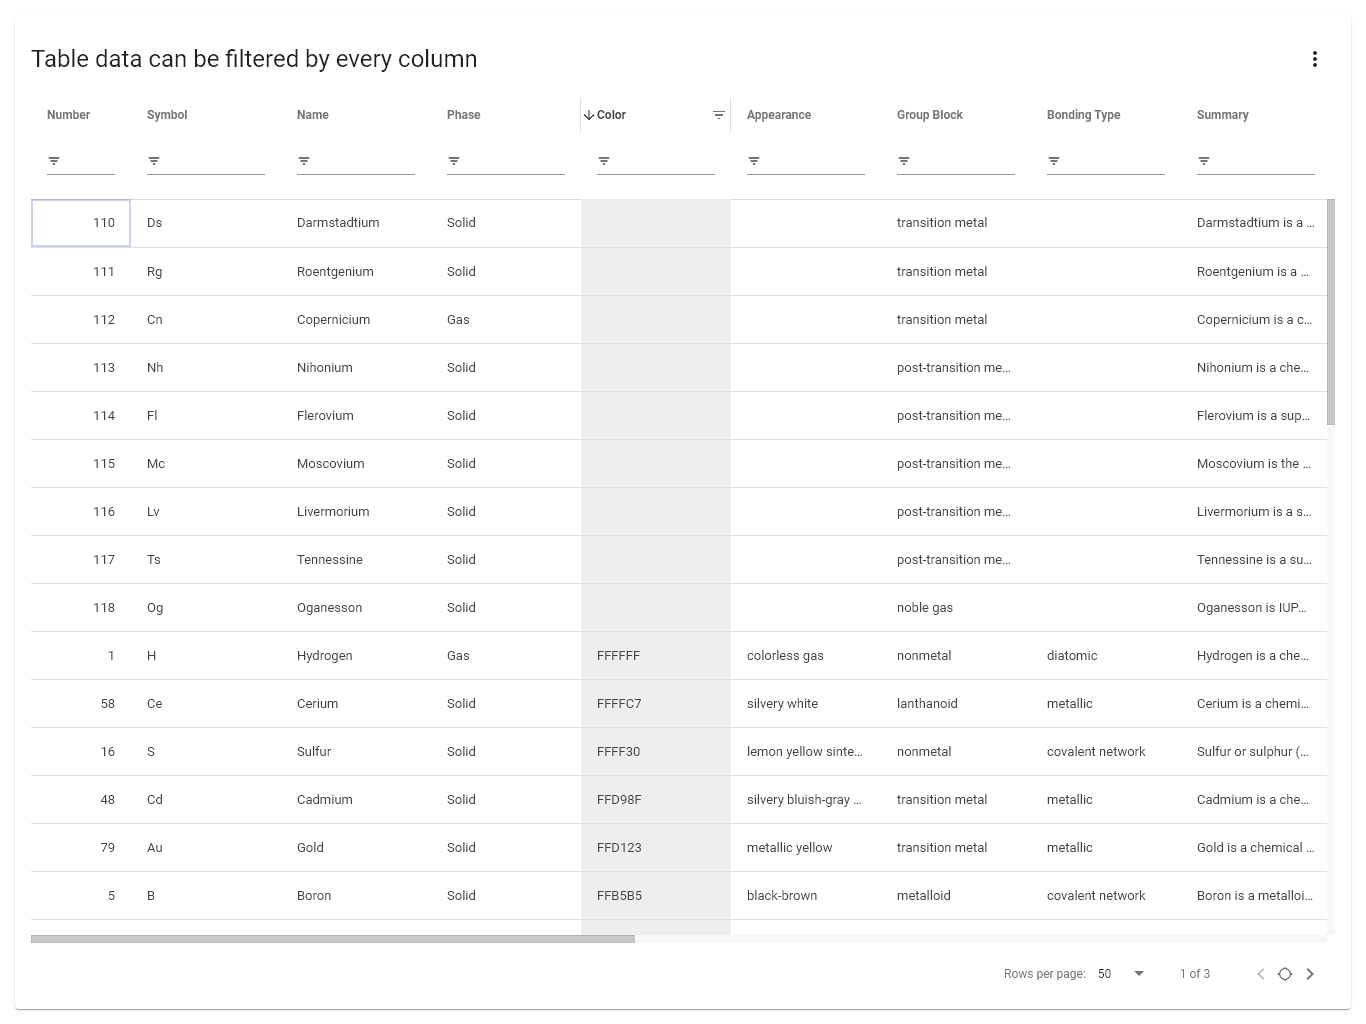 Table data can be filtered by every column
Number Symbol Name Phase Color Appearance Group Block Bonding Type Summary
110 Ds Darmstadtium Solid transition metal Darmstadtium is a ...
111 Rg Roentgenium Solid transition metal Roentgenium is a ...
112 Cn Copernicium Gas transition metal Copernicium is a c...
113 Nh Nihonium Solid post-transition me... Nihonium is a che...
114 Fl Flerovium Solid post-transition me... Flerovium is a sup...
115 Mc Moscovium Solid post-transition me... Moscovium is the ...
116 Lv Livermorium Solid post-transition me... Livermorium is a s...
117 Ts Tennessine Solid post-transition me... Tennessine is a su...
118 Og Oganesson Solid noble gas Oganesson is IUP...
1 H Hydrogen Gas FFFFFF colorless gas nonmetal diatomic Hydrogen is a che...
58 Ce Cerium Solid FFFFC7 silvery white lanthanoid metallic Cerium is a chemi...
16 S Sulfur Solid FFFF30 lemon yellow sinte... nonmetal covalent network Sulfur or sulphur (...
48 Cd Cadmium Solid FFD98F silvery bluish-gray ... transition metal metallic Cadmium is a che...
79 Au Gold Solid FFD123 metallic yellow transition metal metallic Gold is a chemical ...
5 B Boron Solid FFB5B5 black-brown metalloid covalent network Boron is a metalloi...
Rows per page: 50 1 of 3